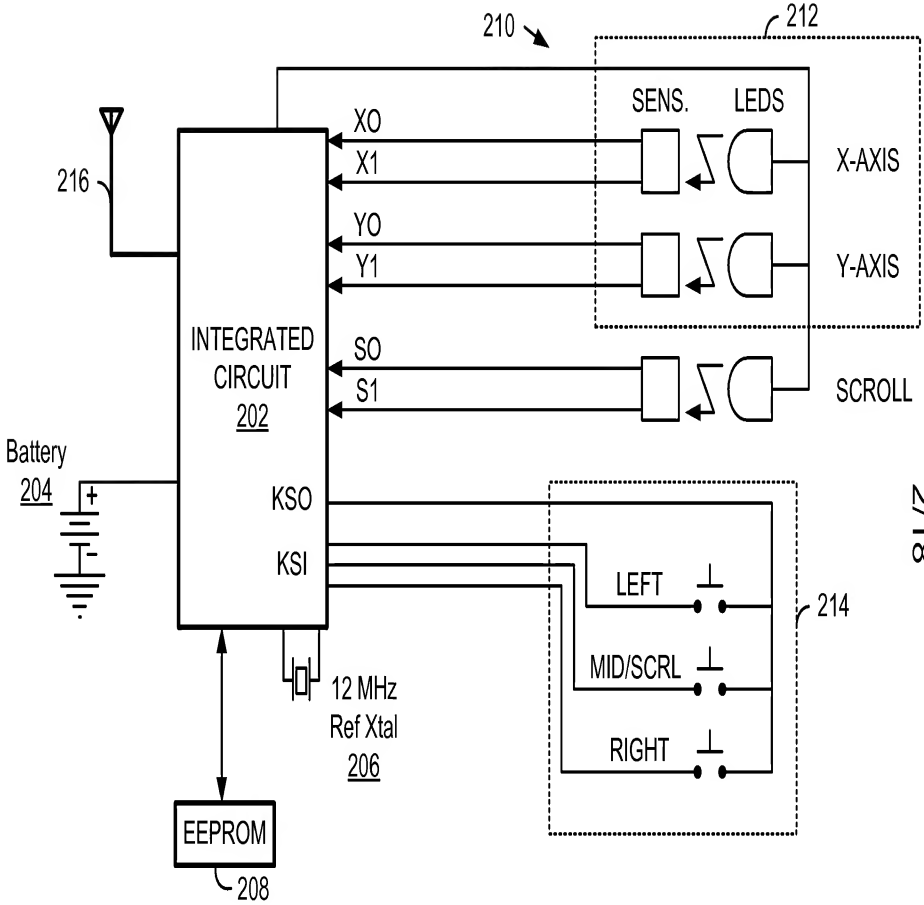 210
212
SENS.
LEDS
XO
X1
X-AXIS
216
YO
Y1
Y-AXIS
INTEGRATED
CIRCUIT
202
SO
S1
SCROLL
Battery
204
+
-
KSO
KSI
2/18
LEFT
214
MID/SCRL
RIGHT
12 MHz
Ref Xtal
206
EEPROM
208